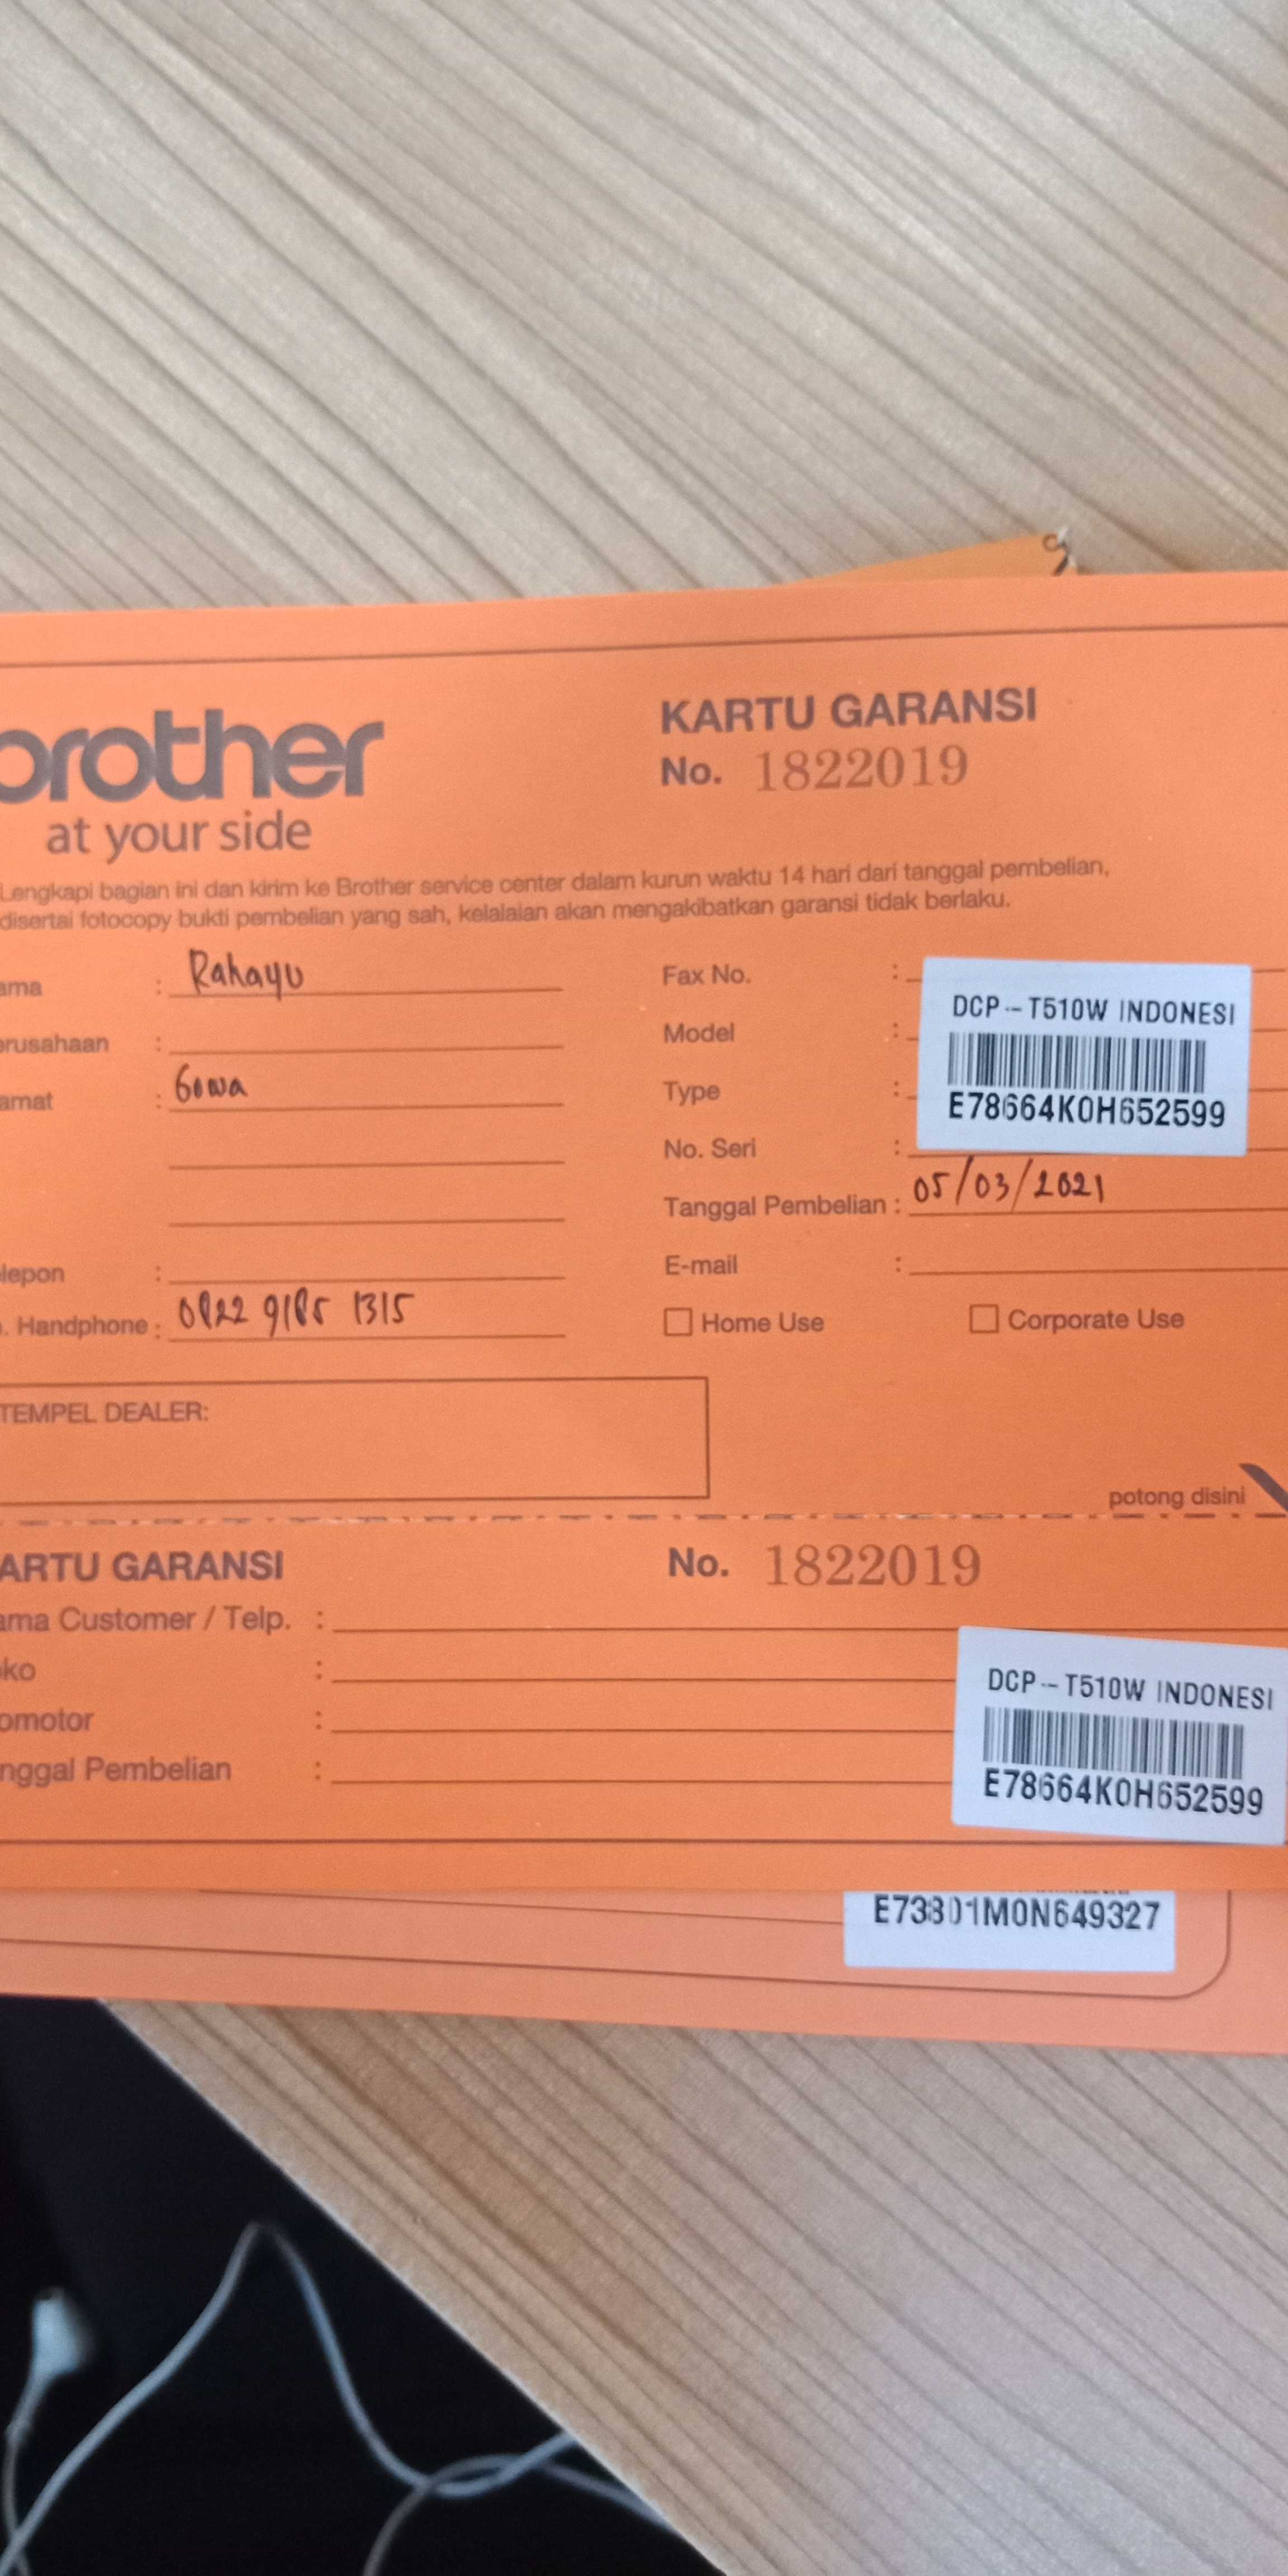 brother
at your side
KARTU GARANSI
No. 1822019
Lengkapi bagian ini dan kirim ke Brother service center dalam kurun waktu 14 hari dari tanggal pembelian,
disertai fotocopy bukti pembelian yang sah, kelalaian akan mengakibatkan garansi tidak berlaku.
ama : Rahayu
erusahaan :
amat : Gowa
lepon :
. Handphone : 0822 9185 1315
Fax No. :
Model :
Type :
No. Seri :
DCP-T510W INDONESI
E78664K0H652599
Tanggal Pembelian : 05/03/2021
E-mail :
Home Use Corporate Use
TEMPEL DEALER:
potong disini
ARTU GARANSI No. 1822019
ama Customer / Telp. :
ko :
omotor :
nggal Pembelian :
DCP-T510W INDONESI
E78664K0H652599
E73801M0N649327